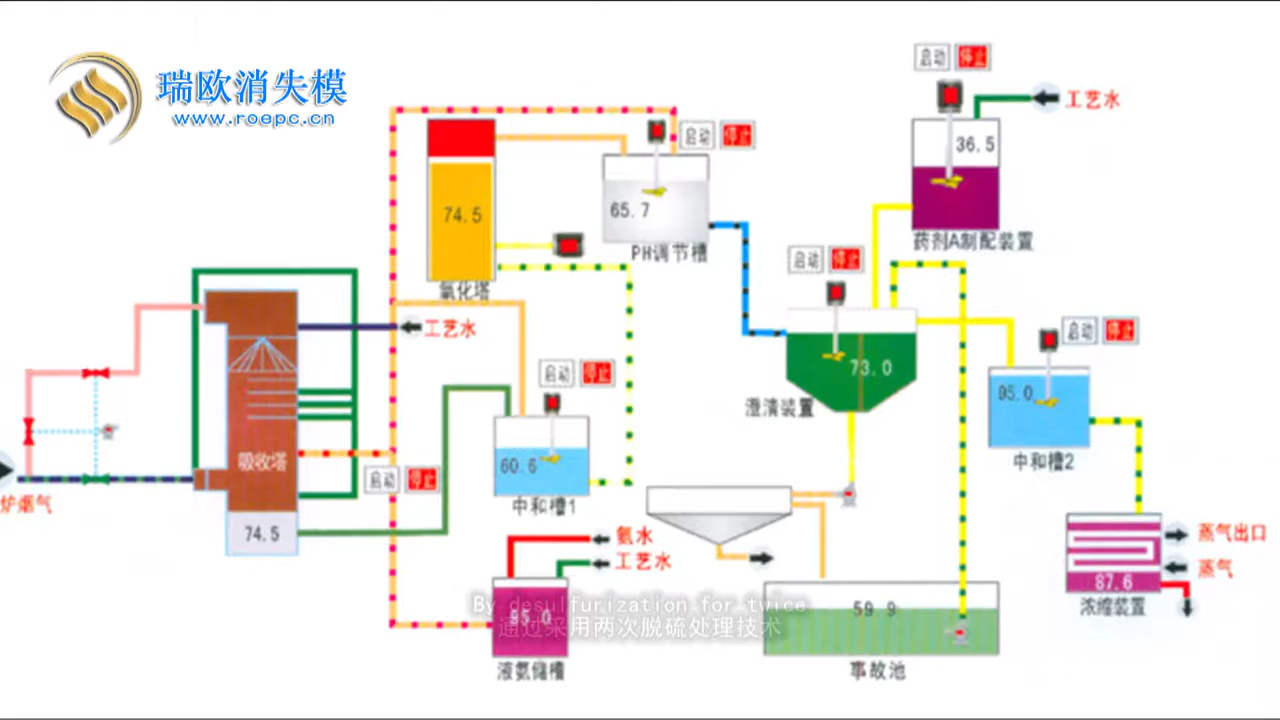 瑞欧消失模
www.roepc.cn
启动 停止
工艺水
36.5
药剂A制配装置
启动 停止
74.5
氧化塔
65.7
PH调节槽
启动 停止
73.0
澄清装置
工艺水
启动 停止
95.0
中和槽2
启动 停止
60.6
中和槽1
吸收塔
启动 停止
74.5
炉烟气
氨水
工艺水
95.0
液氨储槽
59.9
事故池
蒸气出口
蒸气
87.6
浓缩装置
By desulfurization for twice
通过采用两次脱硫处理技术